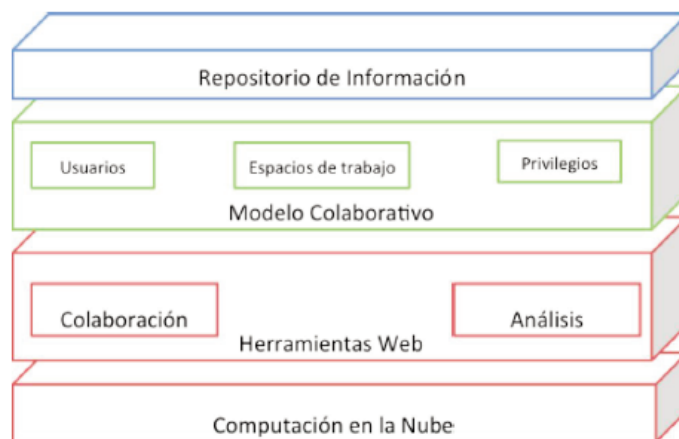 Repositorio de Información
Usuarios
Espacios de trabajo
Privilegios
Modelo Colaborativo
Colaboración
Análisis
Herramientas Web
Computación en la Nube